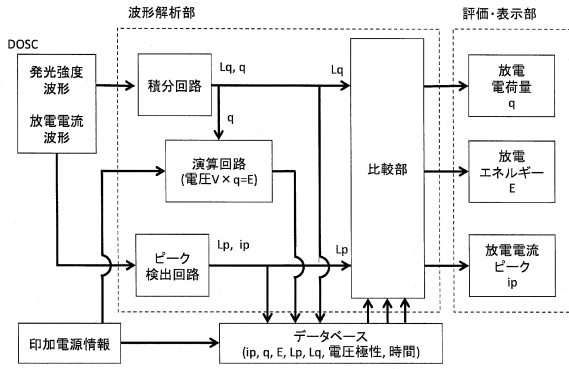 波形解析部
評価・表示部
DOSC
発光強度
波形
放電電流
波形
積分回路
Lq, q
Lq
q
演算回路
(電圧V×q=E)
比較部
放電
電荷量
q
放電
エネルギー
E
ピーク
検出回路
Lp, ip
Lp
放電電流
ピーク
ip
印加電源情報
データベース
(ip, q, E, Lp, Lq, 電圧極性, 時間)